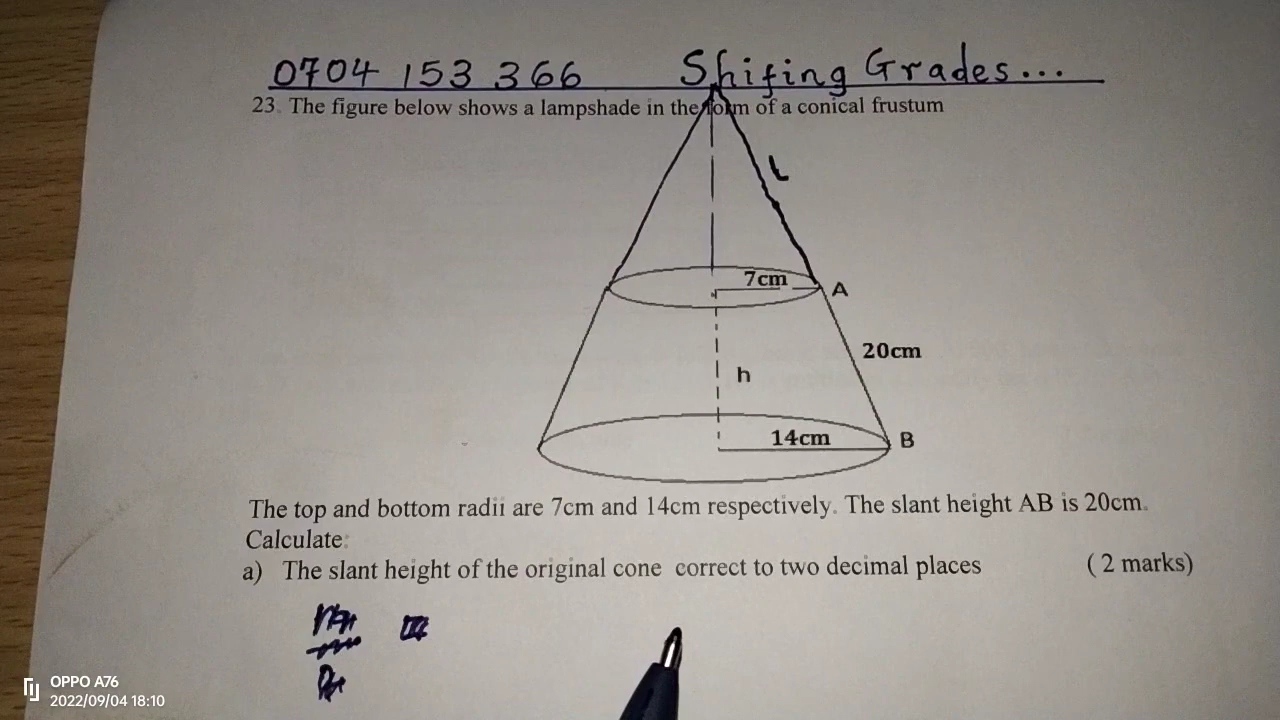 0704 153 366 Shifing Grades...
23. The figure below shows a lampshade in the form of a conical frustum
l
7cm
A
20cm
h
14cm
B
The top and bottom radii are 7cm and 14cm respectively. The slant height AB is 20cm.
Calculate:
a) The slant height of the original cone correct to two decimal places ( 2 marks)
OPPO A76
2022/09/04 18:10